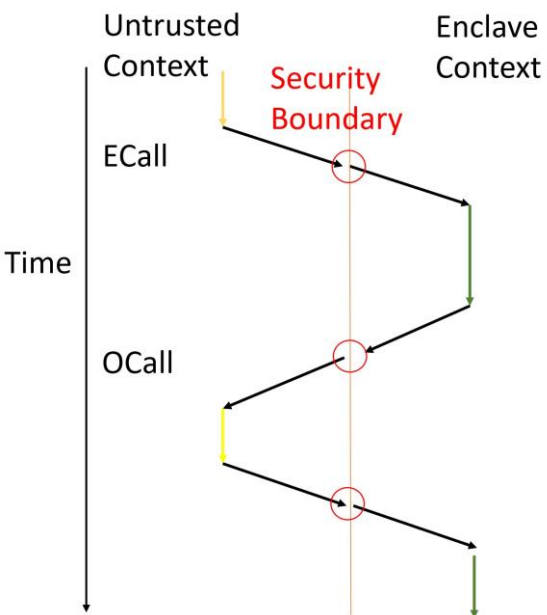 Untrusted
Context
Enclave
Context
Security
Boundary
ECall
Time
OCall